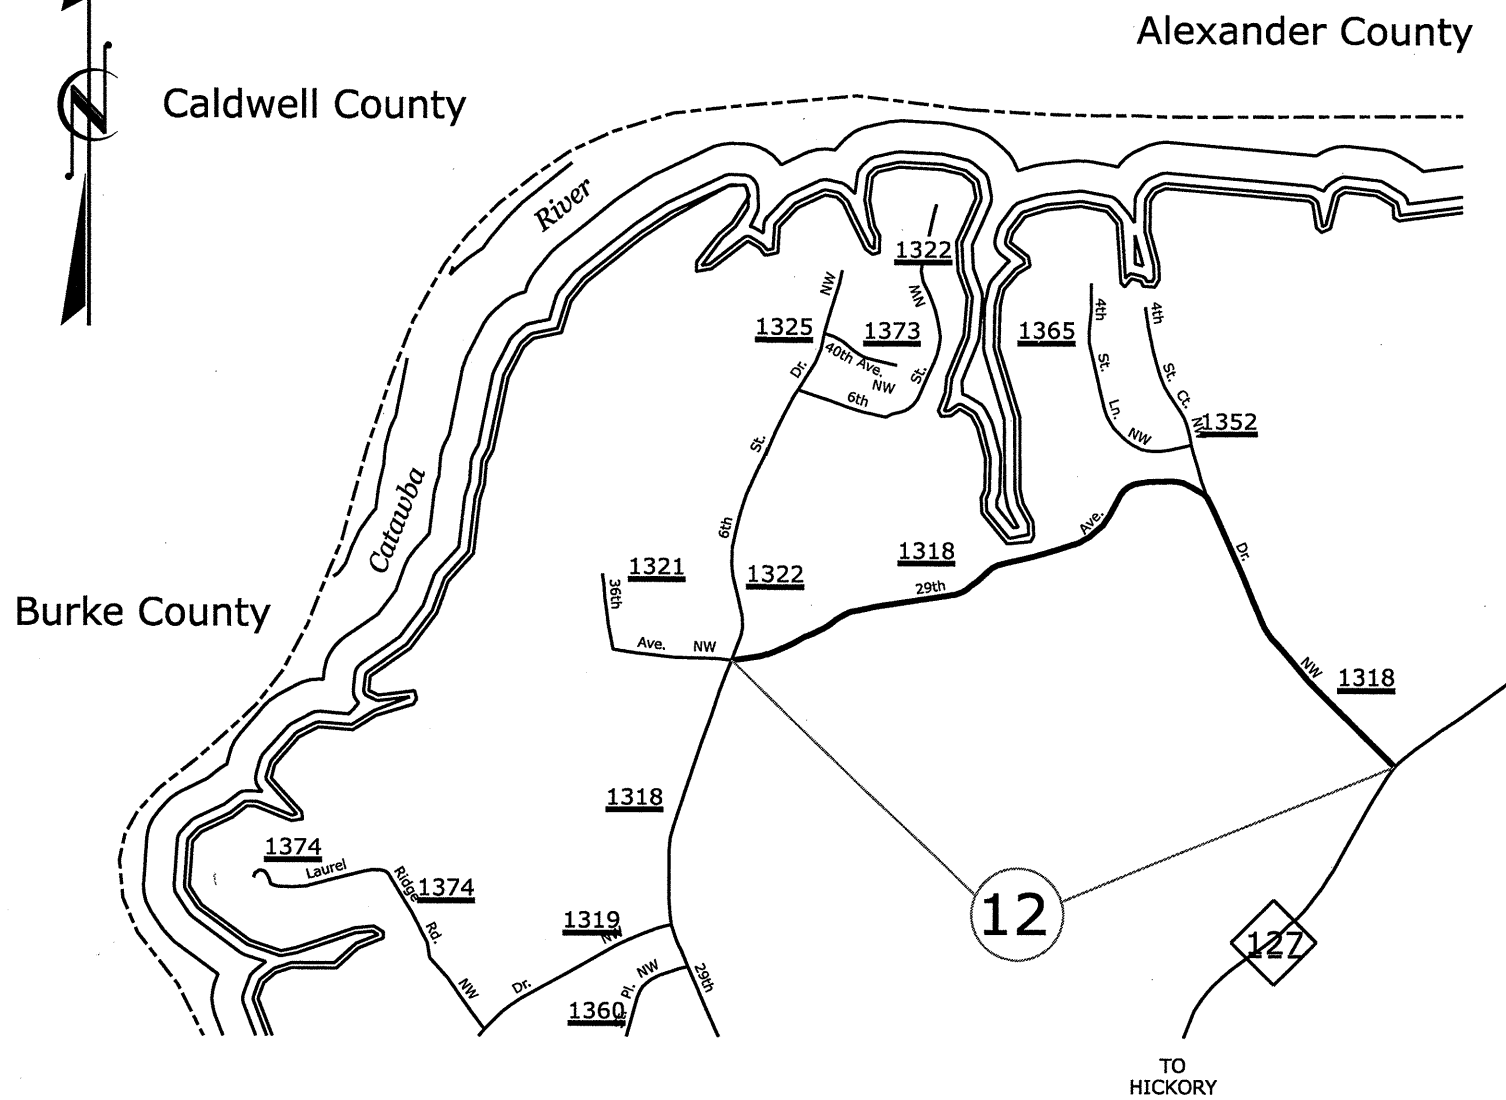 Alexander County
N
Caldwell County
River
1322
NW
NW
1325
1373
1365
4th
4th
40th Ave.
NW
Dr.
St.
St.
St.
6th
Ln.
Ct.
NW
NW
1352
St.
Catawba
6th
Ave.
1318
Dr.
1321
1322
36th
29th
Burke County
Ave.
NW
NW
1318
1318
1374
Laurel
Ridge
1374
12
1319
NW
Rd.
127
NW
Dr.
NW
29th
Pl.
1360
TO
HICKORY